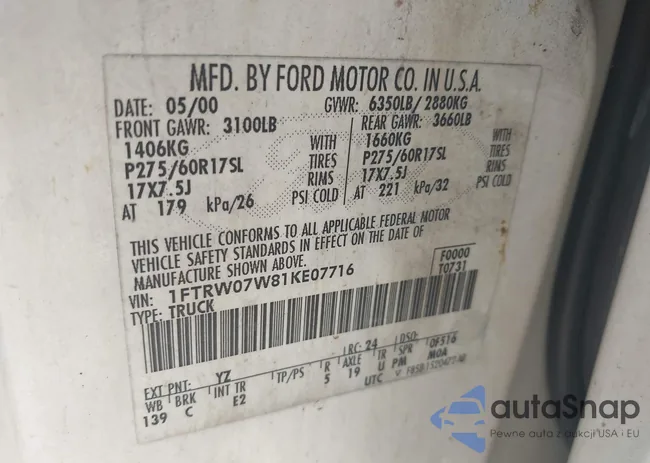 MFD. BY FORD MOTOR CO. IN U.S.A.
DATE: 05/00 GVWR: 6350LB/ 2880KG
FRONT GAWR: 3100LB REAR GAWR: 3660LB
1406KG WITH 1660KG WITH
P275/60R17SL TIRES P275/60R17SL TIRES
17X7.5J RIMS 17X7.5J RIMS
AT 179 kPa/26 PSI COLD AT 221 kPa/32 PSI COLD
THIS VEHICLE CONFORMS TO ALL APPLICABLE FEDERAL MOTOR
VEHICLE SAFETY STANDARDS IN EFFECT ON THE DATE OF
MANUFACTURE SHOWN ABOVE.
F0000
T0731
VIN: 1FTRW07W81KE07716
TYPE: TRUCK
EXT PNT: YZ RC: 24 DSO:
WB BRK INT TR TP/PS R AXLE TR SPR 0F516
139 C E2 5 19 U PM MOA
UTC
autoSnap
Pewne auta z aukcji USA i EU